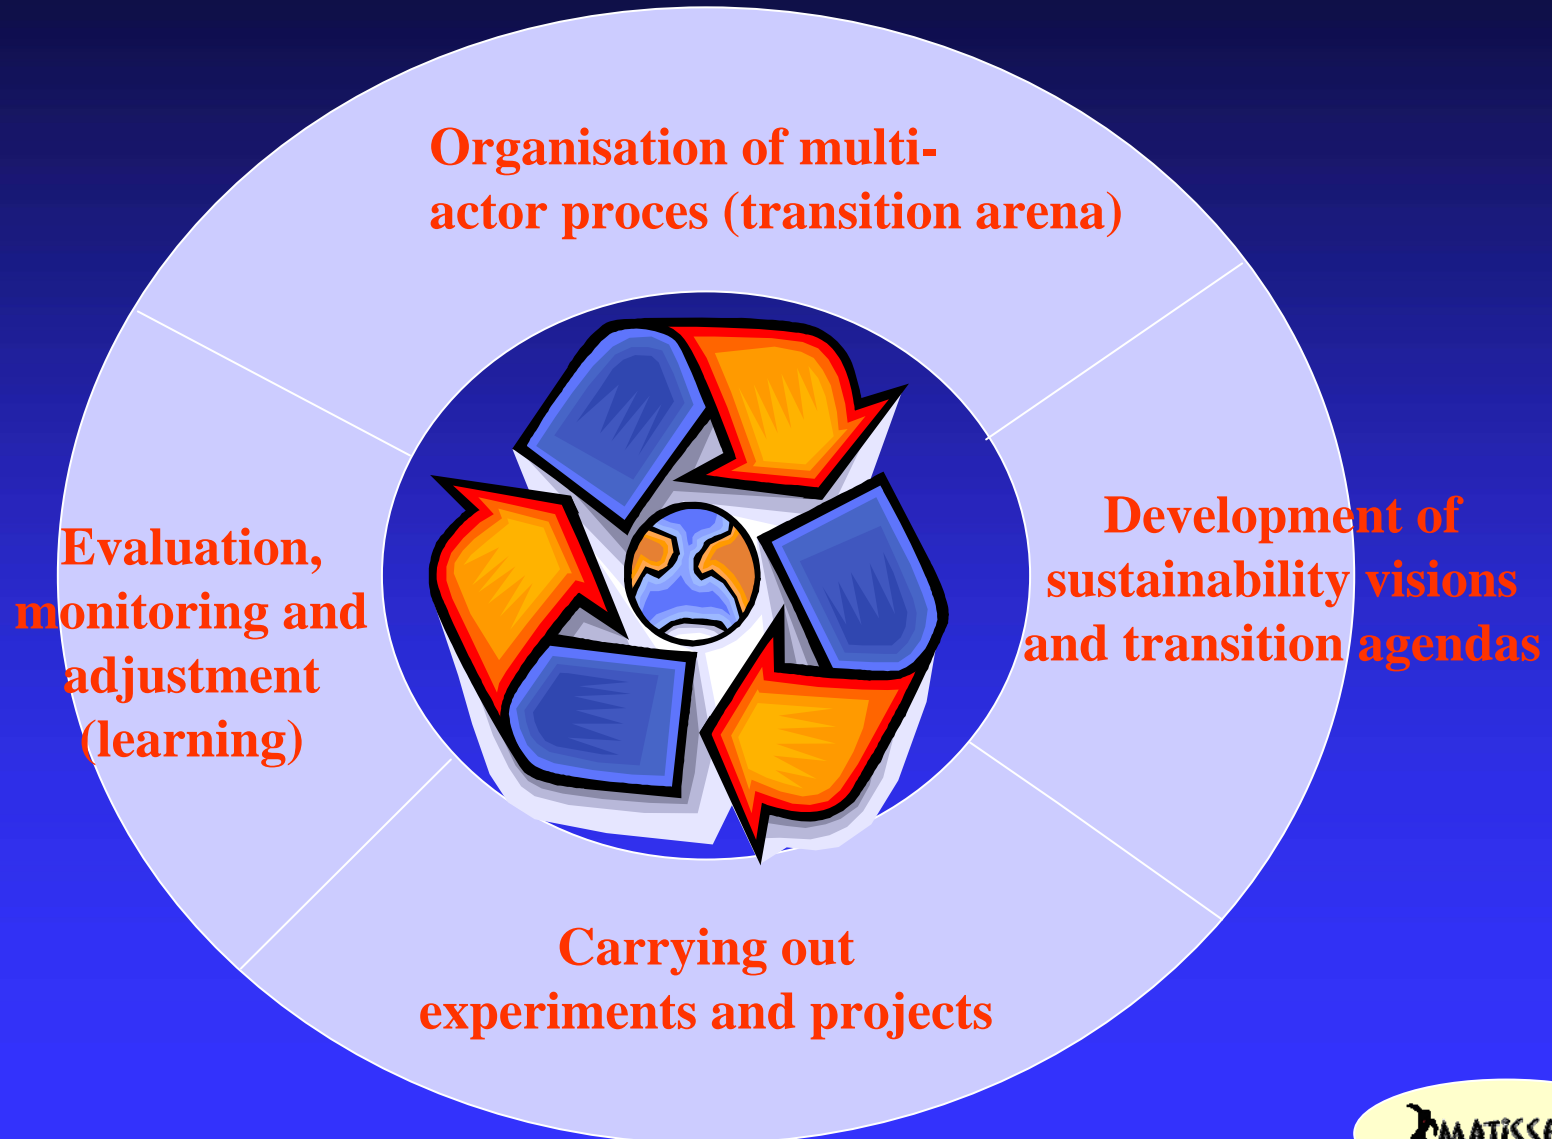 Organisation of multi-
actor proces (transition arena)
Development of
sustainability visions
and transition agendas
Carrying out
experiments and projects
Evaluation,
monitoring and
adjustment
(learning)